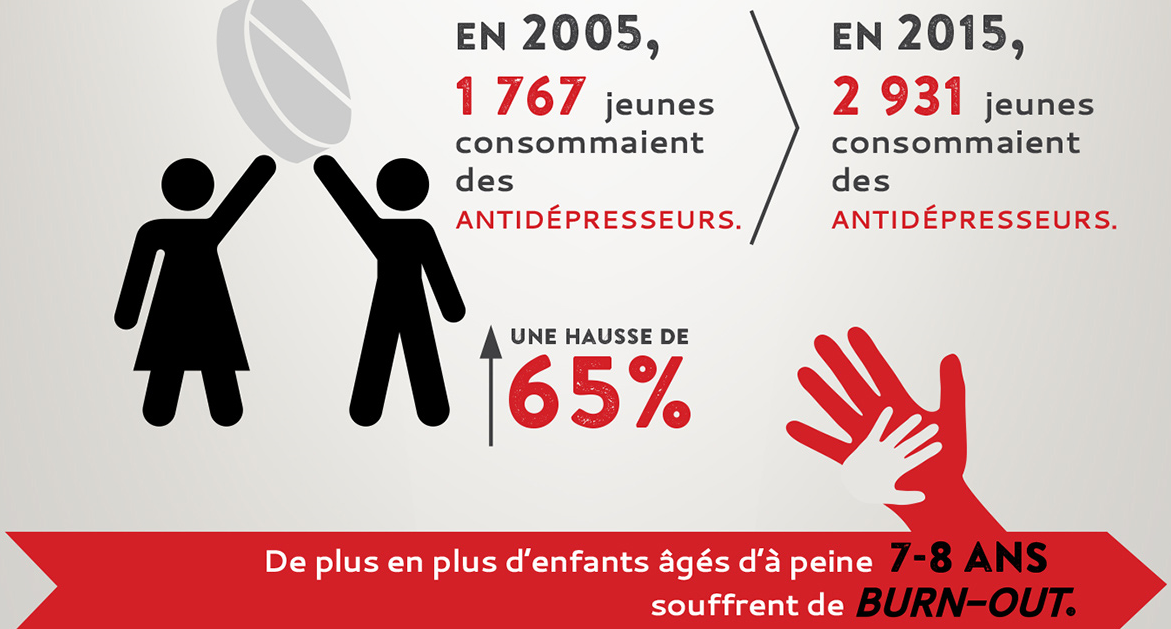 EN 2005,
1 767 jeunes
consommaient
des
ANTIDÉPRESSEURS.
EN 2015,
2 931 jeunes
consommaient
des
ANTIDÉPRESSEURS.
UNE HAUSSE DE
65%
De plus en plus d'enfants âgés d'à peine 7-8 ANS
souffrent de BURN-OUT.